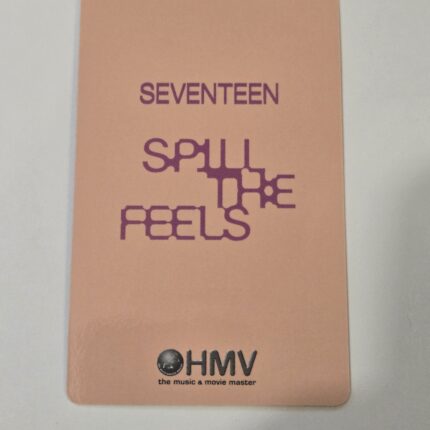 SEVENTEEN
SPILL
THE
FEELS
HMV
the music & movie master